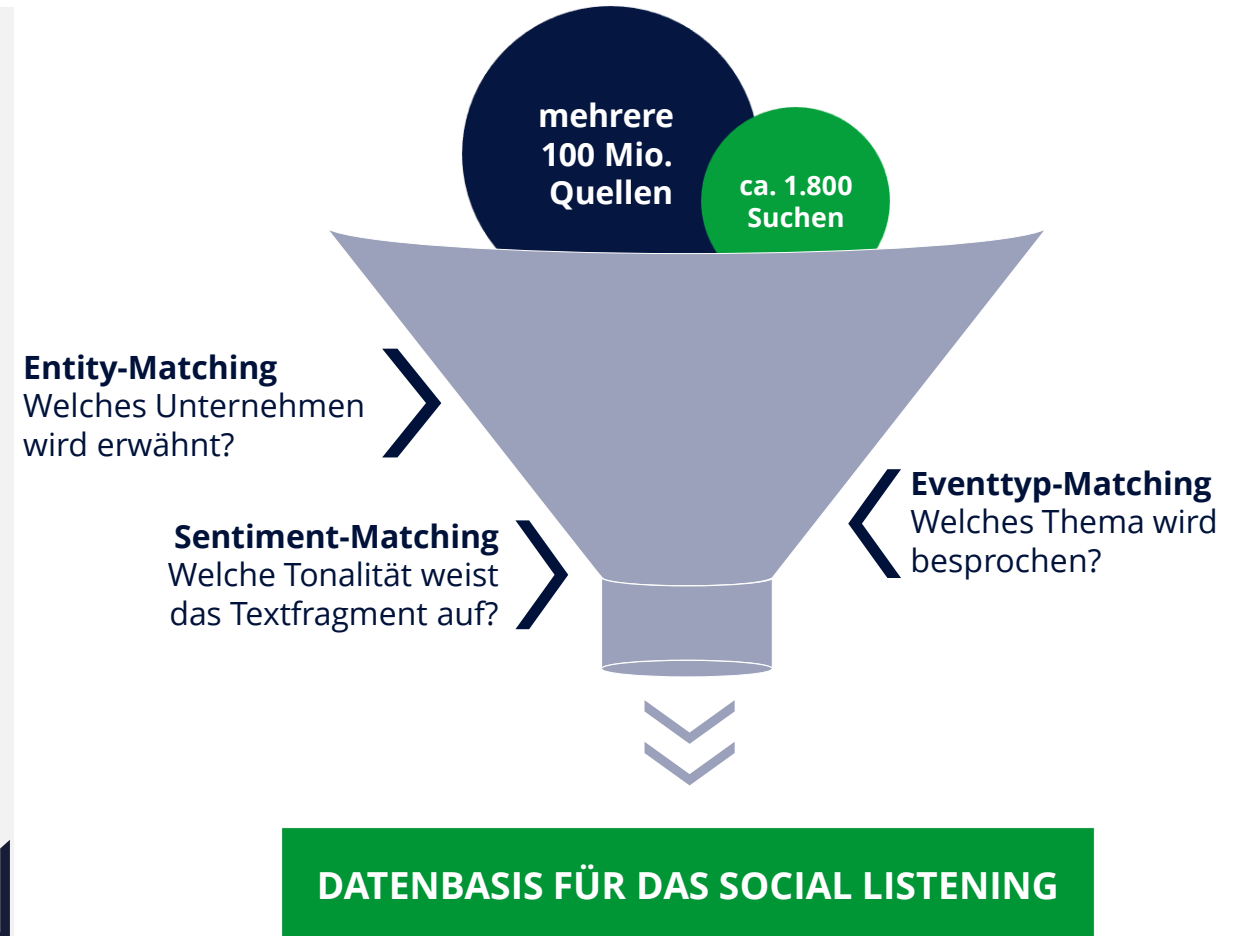 mehrere
100 Mio.
Quellen
ca. 1.800
Suchen
Entity-Matching
Welches Unternehmen
wird erwähnt?
Eventtyp-Matching
Welches Thema wird
besprochen?
Sentiment-Matching
Welche Tonalität weist
das Textfragment auf?
DATENBASIS FÜR DAS SOCIAL LISTENING